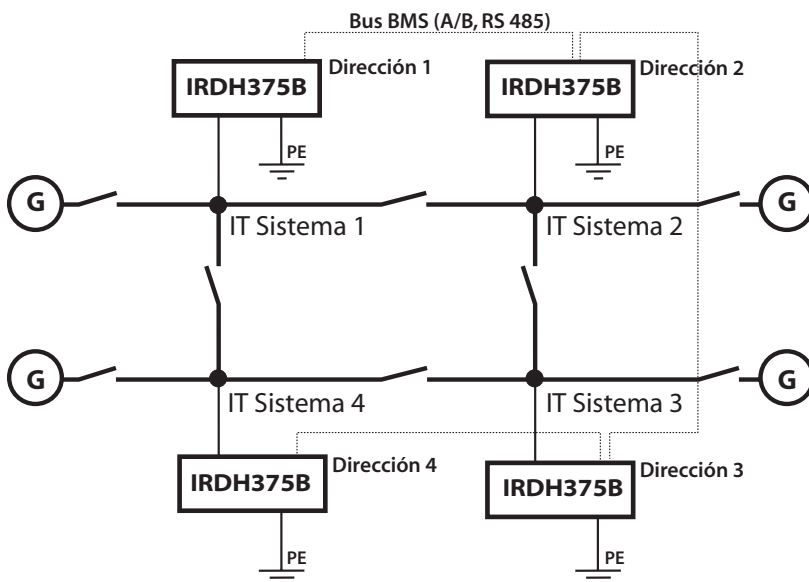 Bus BMS (A/B, RS 485)
IRDH375B
Dirección 1
IRDH375B
Dirección 2
PE
PE
G
G
IT Sistema 1
IT Sistema 2
G
G
IT Sistema 4
IT Sistema 3
IRDH375B
Dirección 4
IRDH375B
Dirección 3
PE
PE